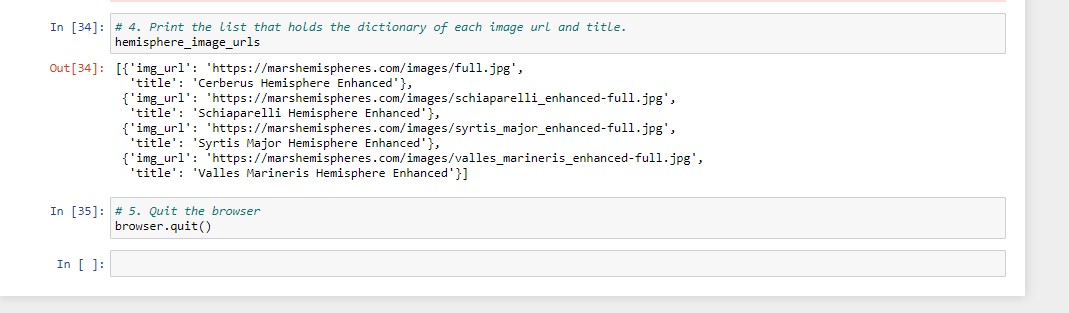 In [34]: # 4. Print the list that holds the dictionary of each image url and title.
hemisphere_image_urls
Out[34]: [{'img_url': 'https://marshemispheres.com/images/full.jpg',
'title': 'Cerberus Hemisphere Enhanced'},
{'img_url': 'https://marshemispheres.com/images/schiaparelli_enhanced-full.jpg',
'title': 'Schiaparelli Hemisphere Enhanced'},
{'img_url': 'https://marshemispheres.com/images/syrtis_major_enhanced-full.jpg',
'title': 'Syrtis Major Hemisphere Enhanced'},
{'img_url': 'https://marshemispheres.com/images/valles_marineris_enhanced-full.jpg',
'title': 'Valles Marineris Hemisphere Enhanced'}]
In [35]: # 5. Quit the browser
browser.quit()
In [ ]: